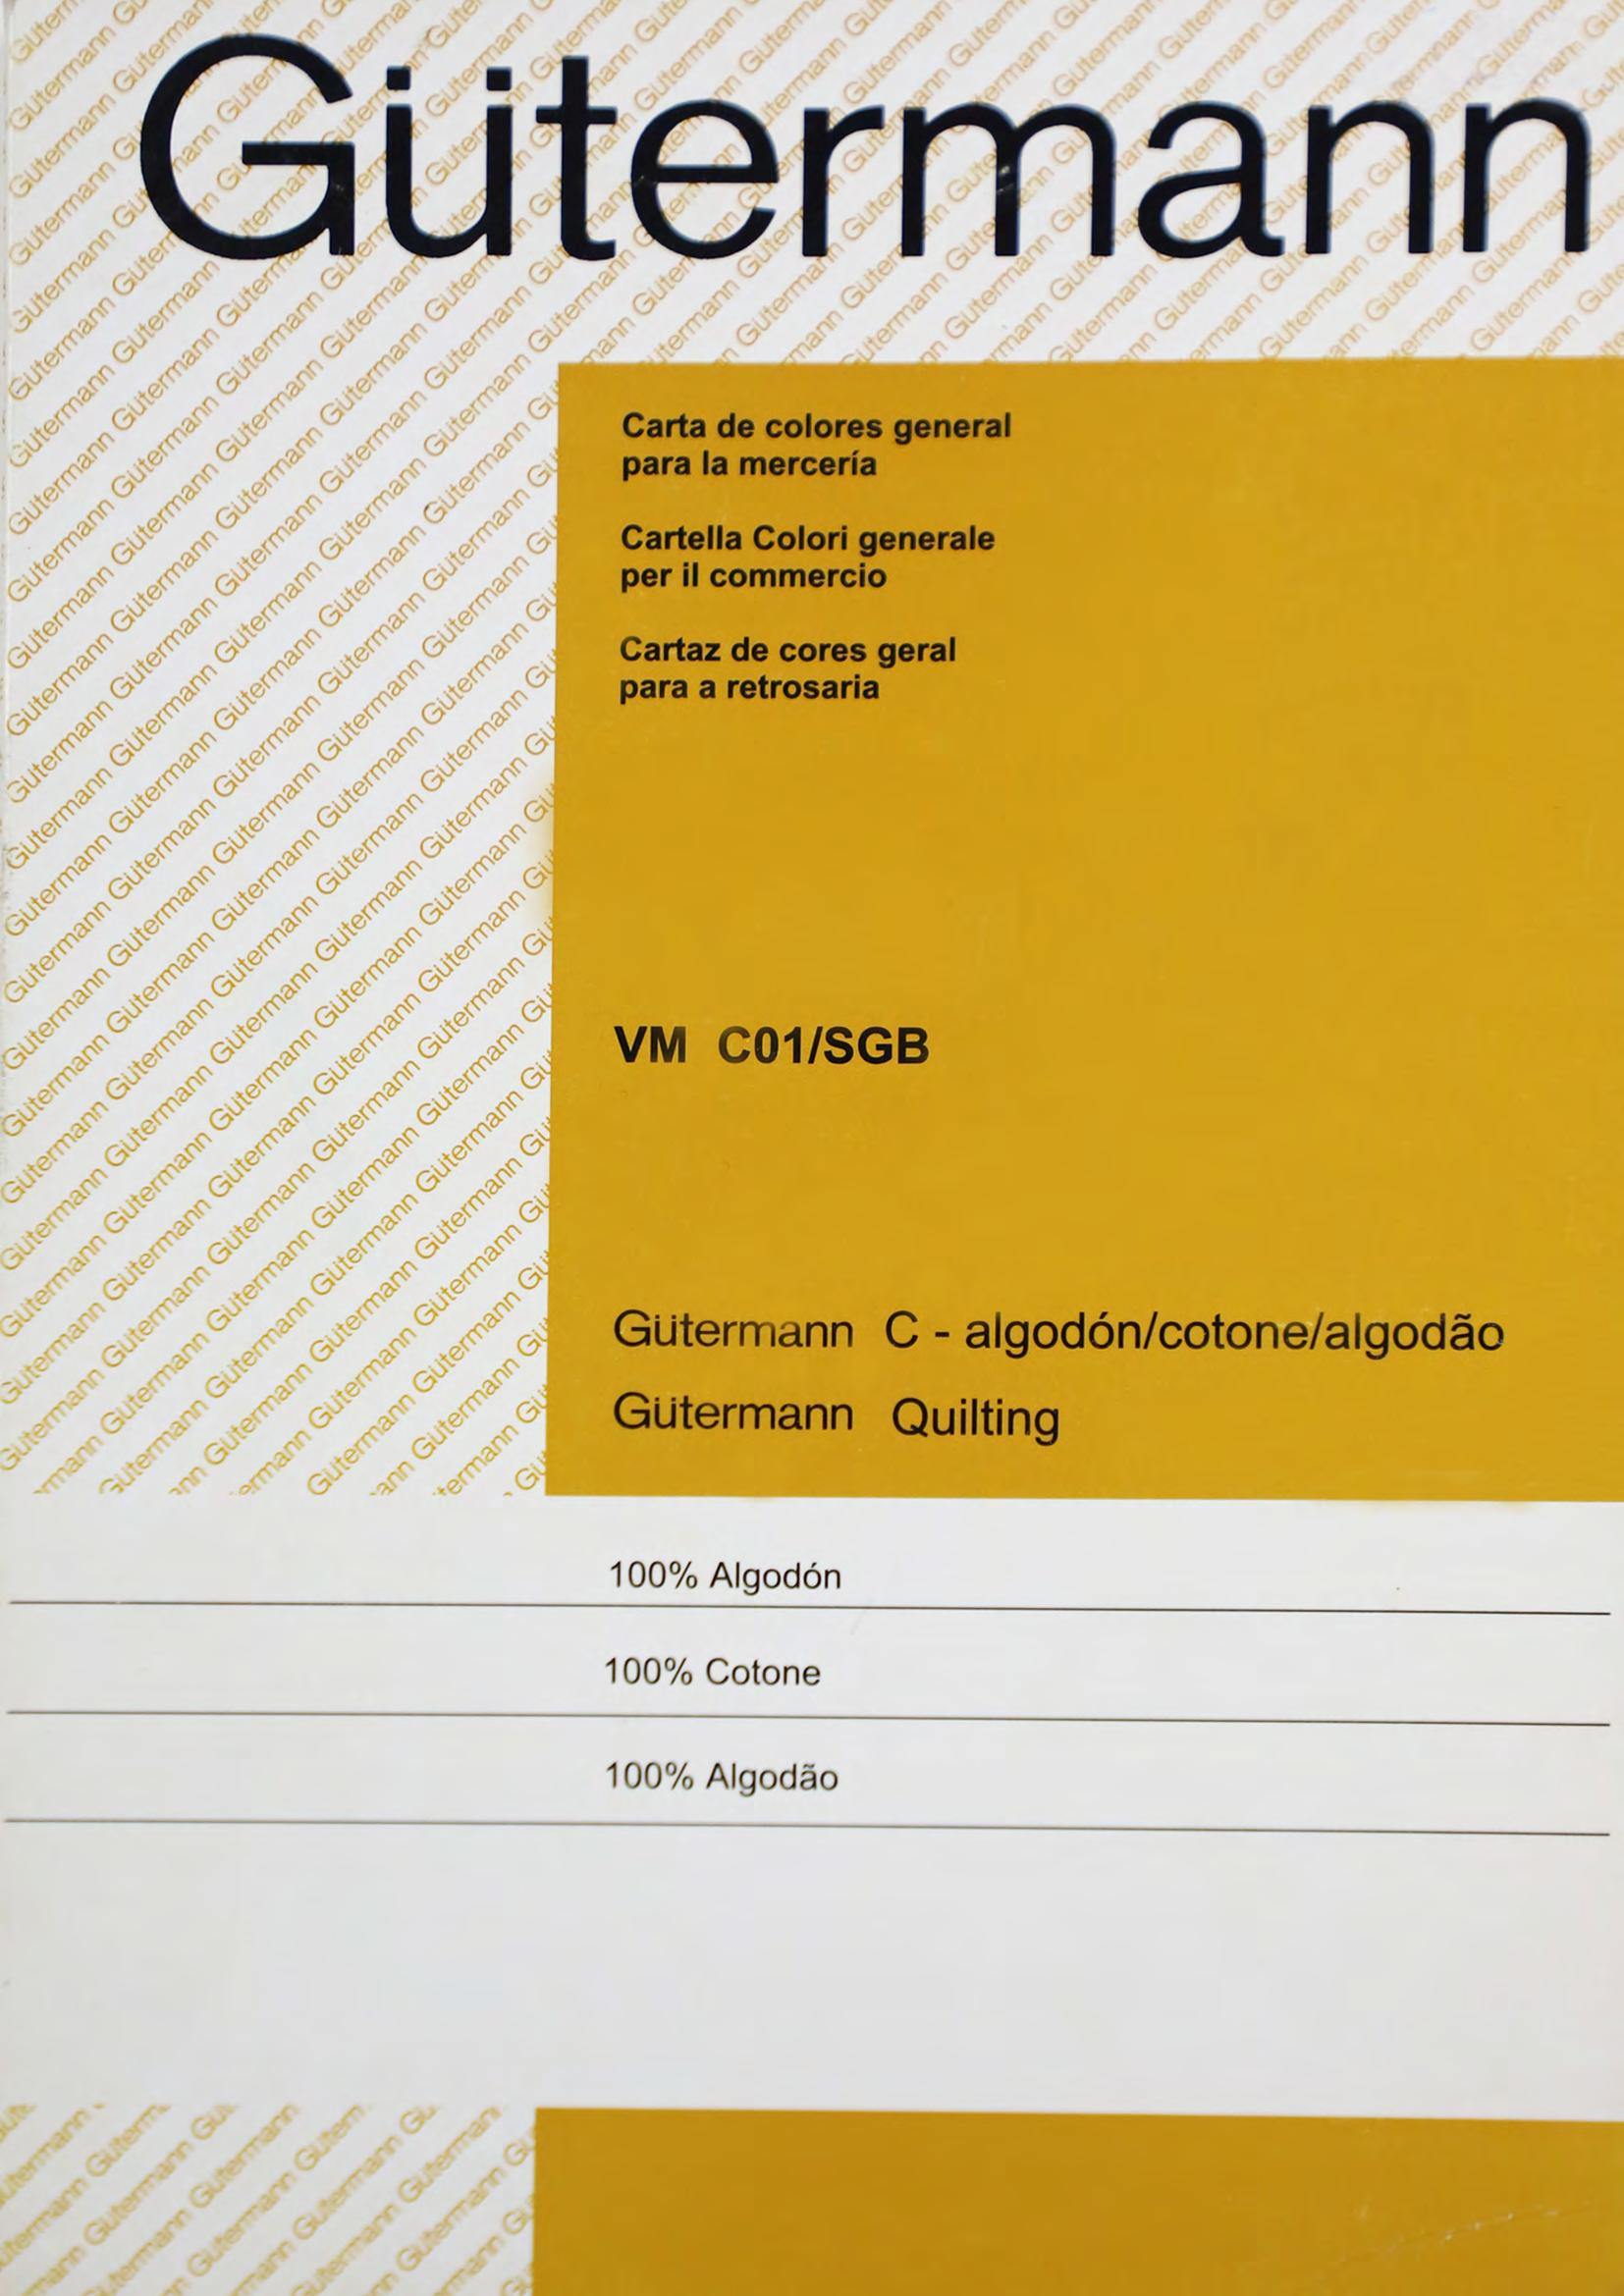 Gütermann
Carta de colores general
para la mercería
Cartella Colori generale
per il commercio
Cartaz de cores geral
para a retrosaria
VM C01/SGB
Gütermann C - algodón/cotone/algodão
Gütermann Quilting
100% Algodón
100% Cotone
100% Algodão